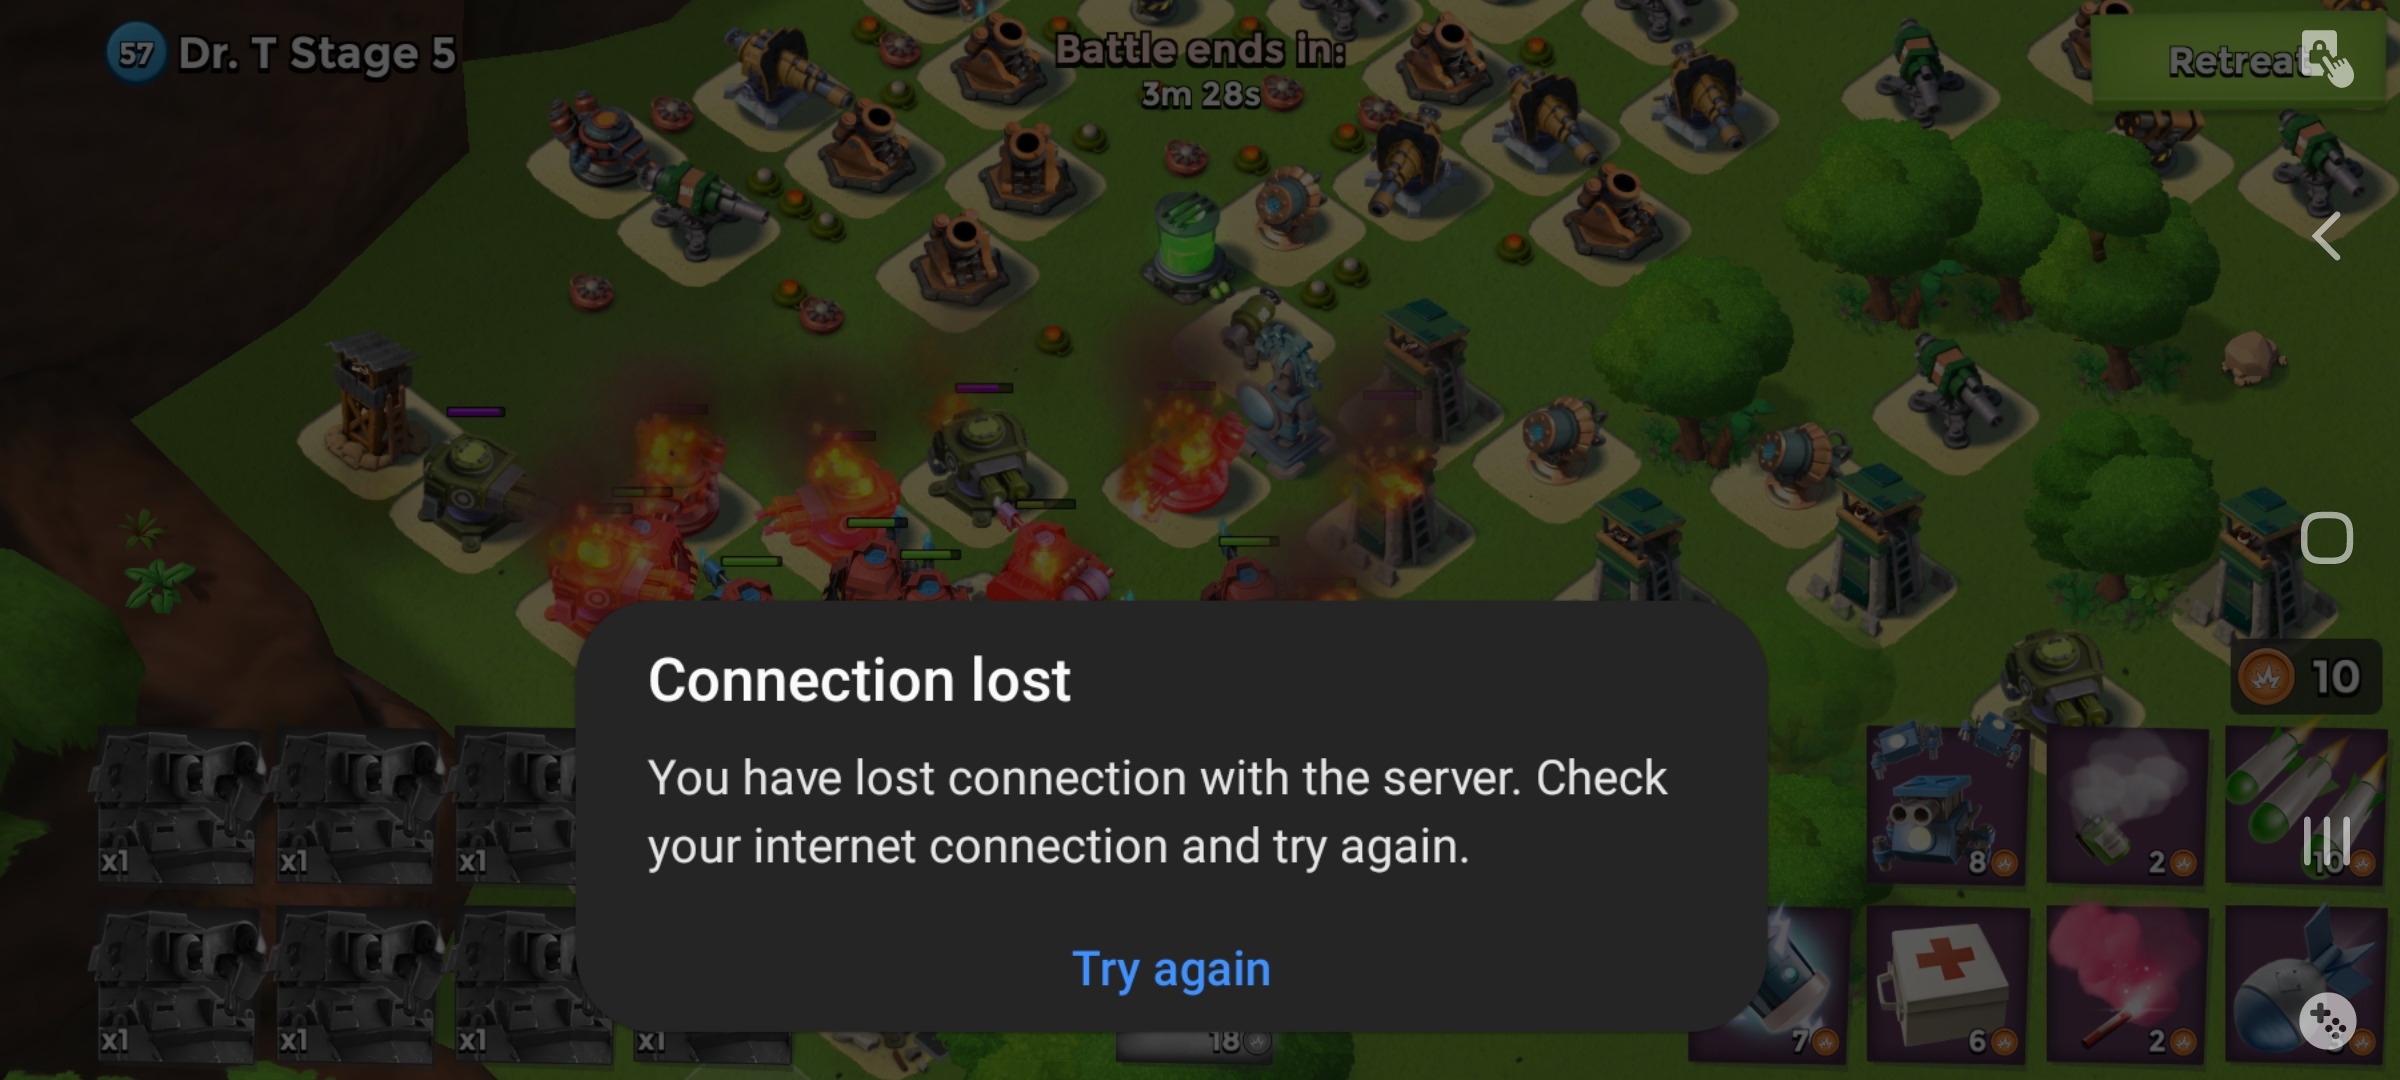 57 Dr. T Stage 5
Battle ends in:
3m 28s
Retreat
Connection lost
You have lost connection with the server. Check
your internet connection and try again.
Try again
10
x1 x1 x1
8 2 10
x1 x1 x1 x1
18
7 6 2